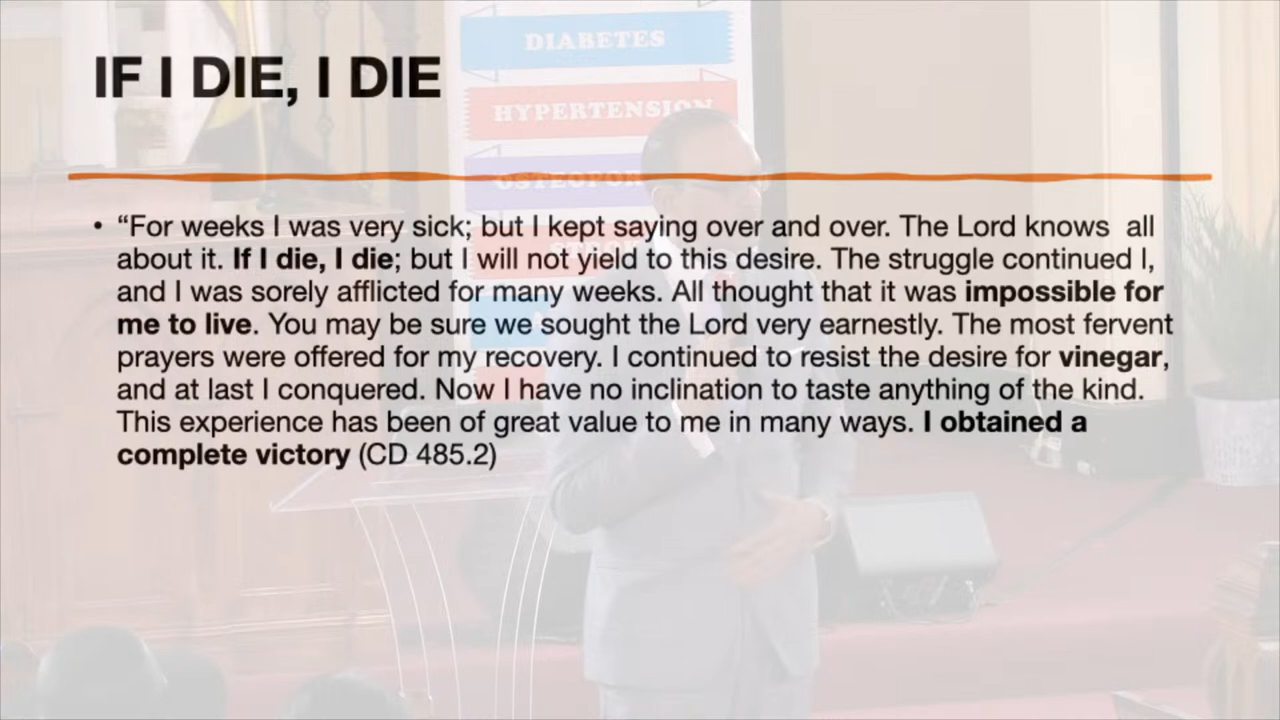 DIABETES
IF I DIE, I DIE
HYPERTENSION
• “For weeks I was very sick; but I kept saying over and over. The Lord knows  all
about it. If I die, I die; but I will not yield to this desire. The struggle continued I,
and I was sorely afflicted for many weeks. All thought that it was impossible for
me to live. You may be sure we sought the Lord very earnestly. The most fervent
prayers were offered for my recovery. I continued to resist the desire for vinegar,
and at last I conquered. Now I have no inclination to taste anything of the kind.
This experience has been of great value to me in many ways. I obtained a
complete victory (CD 485.2)